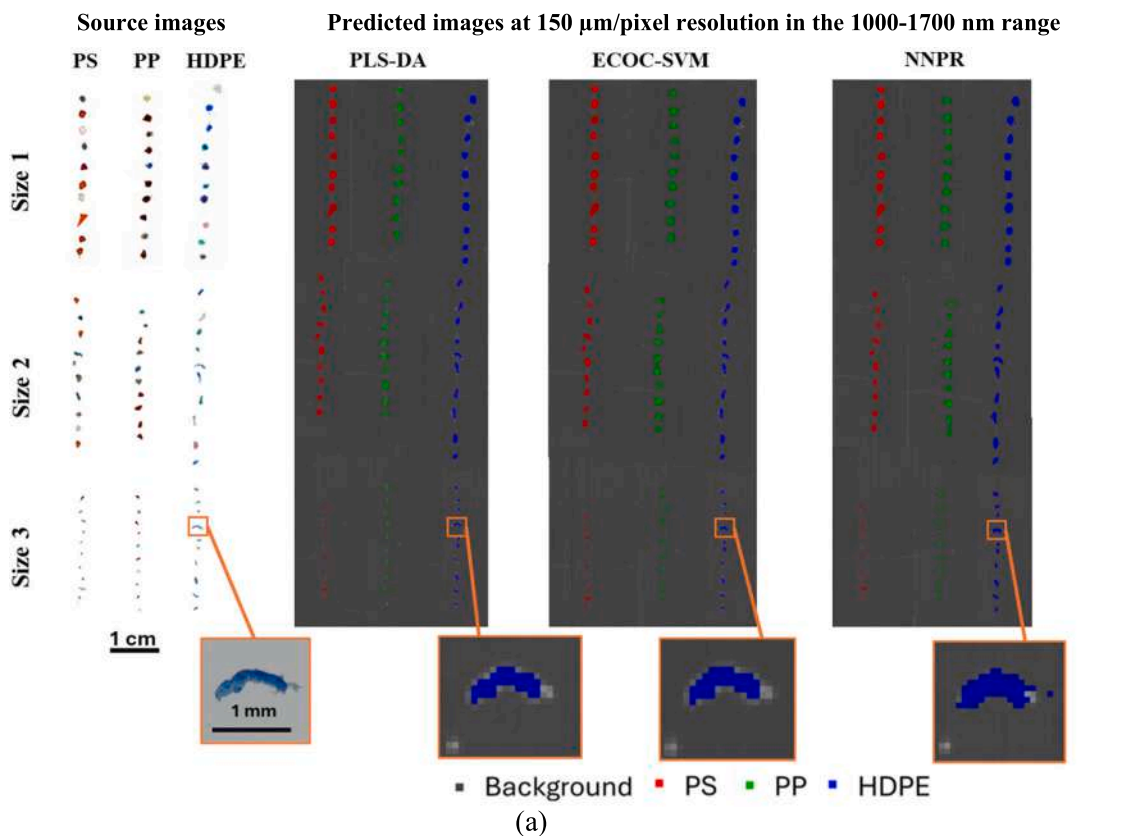 Source images
Predicted images at 150 µm/pixel resolution in the 1000-1700 nm range
PS PP HDPE
PLS-DA
ECOC-SVM
NNPR
Size 1
Size 2
Size 3
1 cm
1 mm
Background PS PP HDPE
(a)